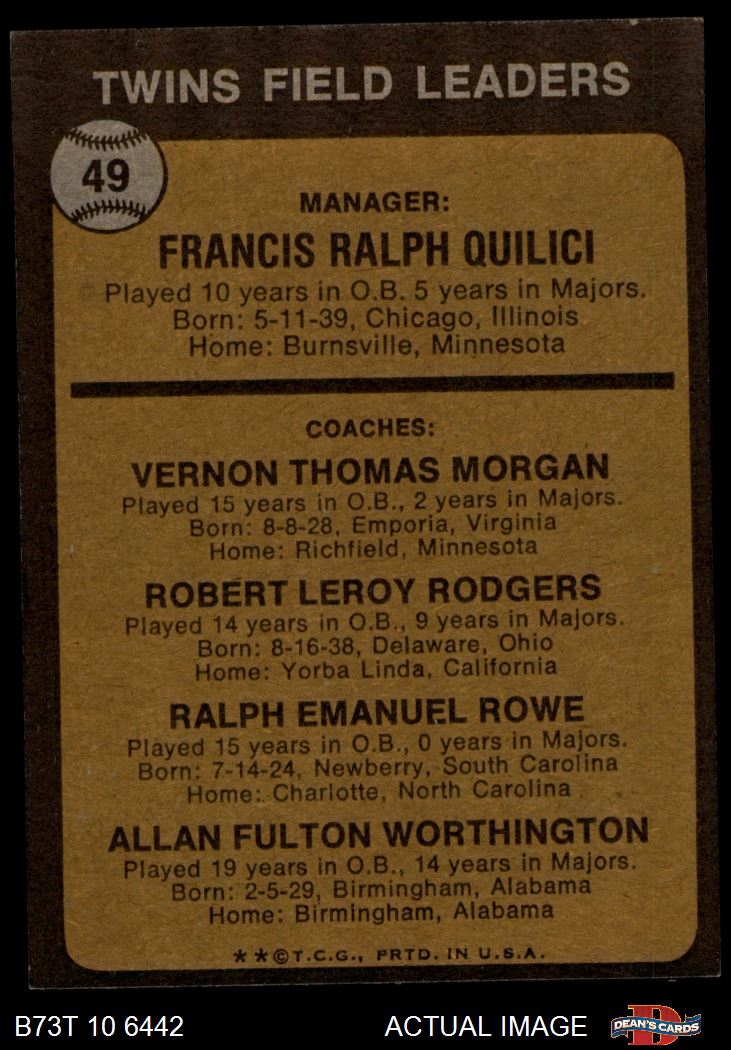 TWINS FIELD LEADERS
49
MANAGER:
FRANCIS RALPH QUILICI
Played 10 years in O.B. 5 years in Majors.
Born: 5-11-39, Chicago, Illinois
Home: Burnsville, Minnesota
COACHES:
VERNON THOMAS MORGAN
Played 15 years in O.B., 2 years in Majors.
Born: 8-8-28, Emporia, Virginia
Home: Richfield, Minnesota
ROBERT LEROY RODGERS
Played 14 years in O.B., 9 years in Majors.
Born: 8-16-38, Delaware, Ohio
Home: Yorba Linda, California
RALPH EMANUEL ROWE
Played 15 years in O.B., 0 years in Majors.
Born: 7-14-24, Newberry, South Carolina
Home: Charlotte, North Carolina
ALLAN FULTON WORTHINGTON
Played 19 years in O.B., 14 years in Majors.
Born: 2-5-29, Birmingham, Alabama
Home: Birmingham, Alabama
**©T.C.G., PRTD. IN U.S.A.
B73T 10 6442 ACTUAL IMAGE D DEAN'S CARDS